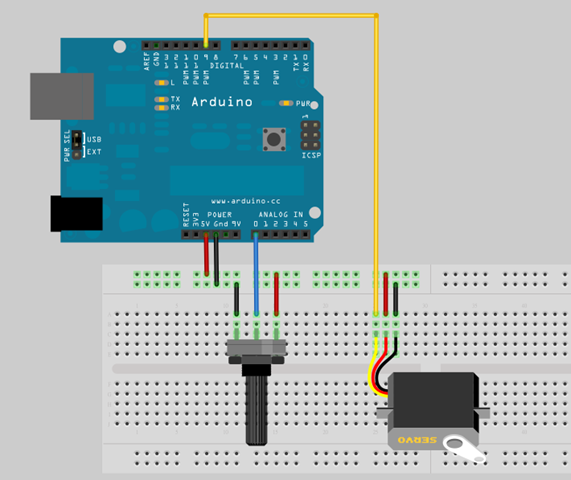 AREF
GND
13
12
11
10
9
8
7
6
5
4
3
2
1
0
PWM
PWM
PWM
PWM
PWM
PWM
TX
RX
DIGITAL
L
TX
RX
Arduino
PWR
1
ICSP
PWR SEL
USB
EXT
www.arduino.cc
POWER
ANALOG IN
RESET
3V3
5V Gnd 9V
0 1 2 3 4 5
SERVO